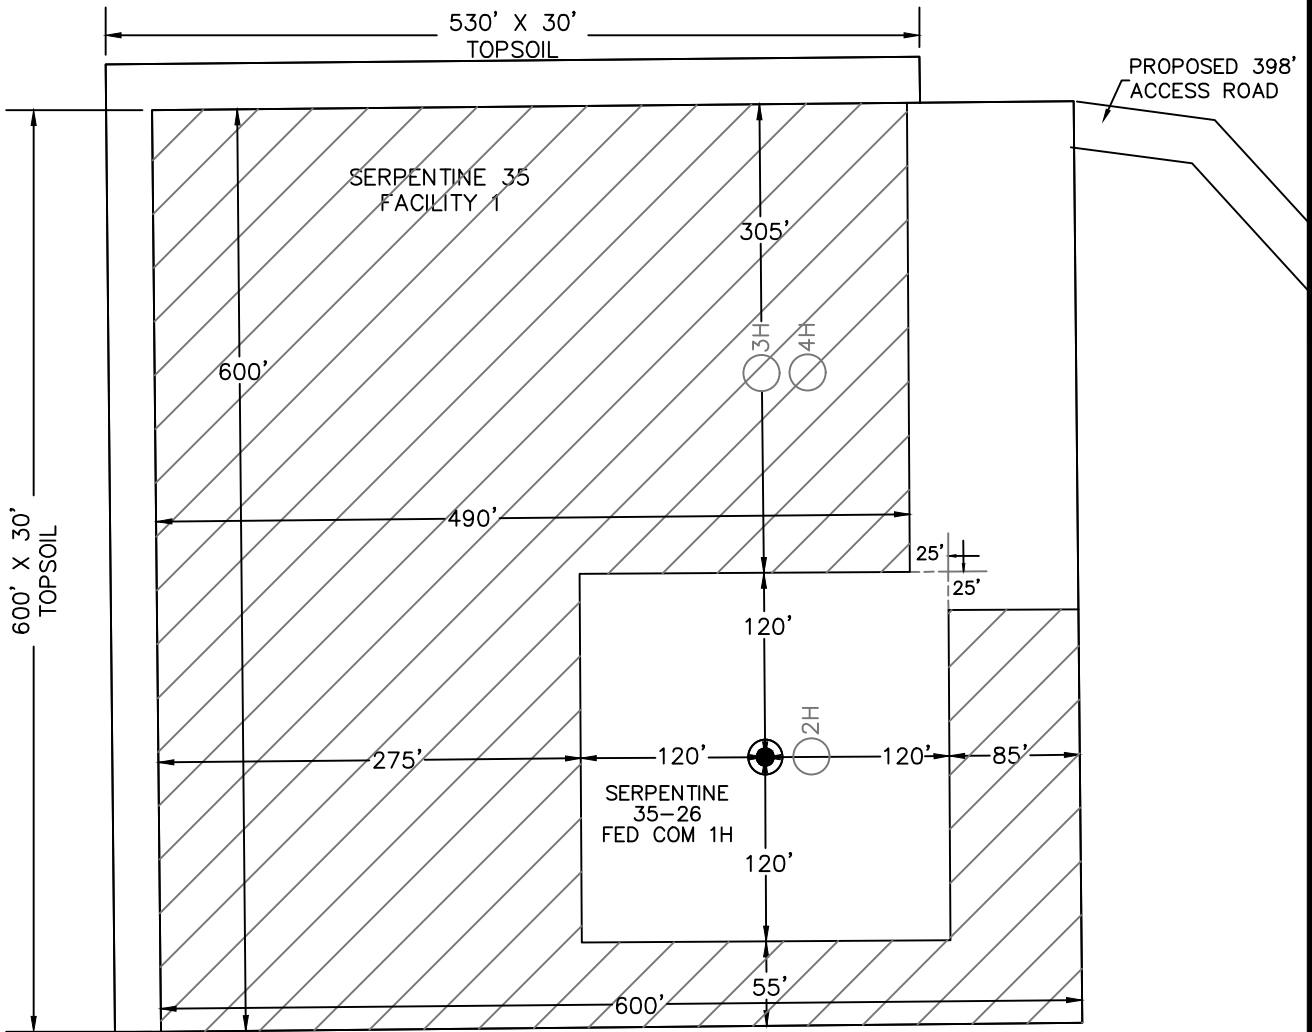 530' X 30'
TOPSOIL
PROPOSED 398'
ACCESS ROAD
SERPENTINE 35
FACILITY 1
305'
3H
4H
600'
600' X 30'
TOPSOIL
490'
25'
25'
120'
2H
275'
120'
120'
85'
SERPENTINE
35-26
FED COM 1H
120'
55'
600'